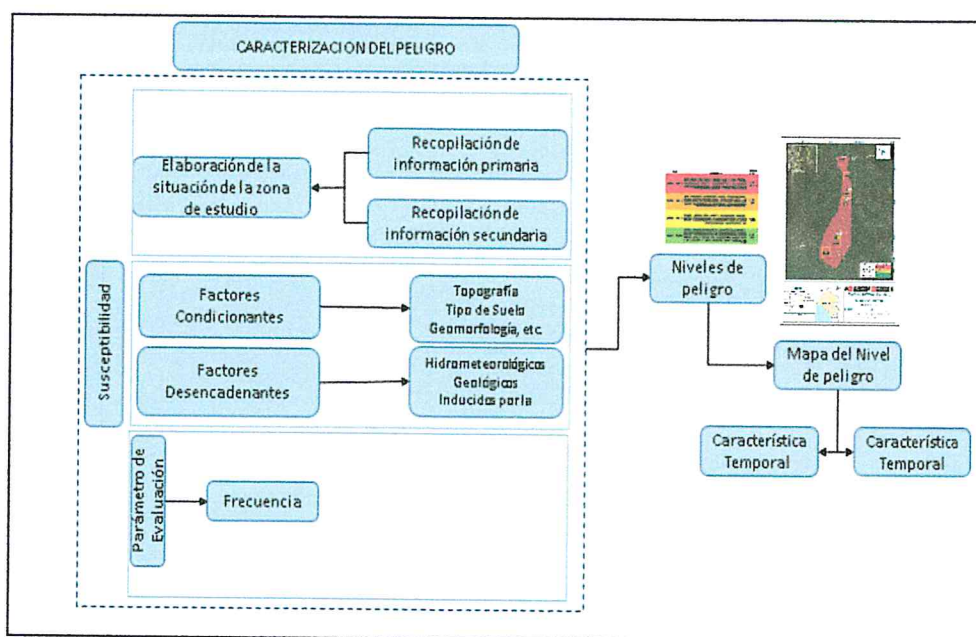 CARACTERIZACION DEL PELIGRO
Elaboración de la
situación de la zona
de estudio
Recopilación de
información primaria
Recopilación de
información secundaria
Susceptibilidad
Factores
Condicionantes
Topografía
Tipo de Suelo
Geomorfología, etc.
Factores
Desencadenantes
Hidrometeorológicos
Geológicos
Inducidos por la
Parámetro de
Evaluación
Frecuencia
Niveles de
peligro
Mapa del Nivel
de peligro
Característica
Temporal
Característica
Temporal